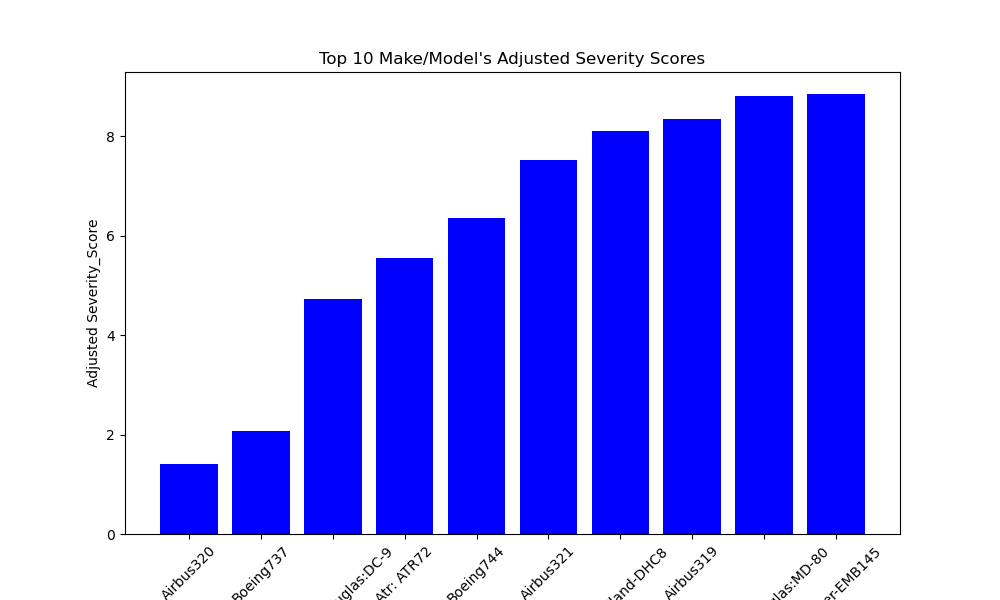 Top 10 Make/Model's Adjusted Severity Scores
Adjusted Severity_Score
8
6
4
2
0
Airbus320
Boeing737
uglas:DC-9
Atr: ATR72
Boeing744
Airbus321
land-DHC8
Airbus319
las:MD-80
er-EMB145